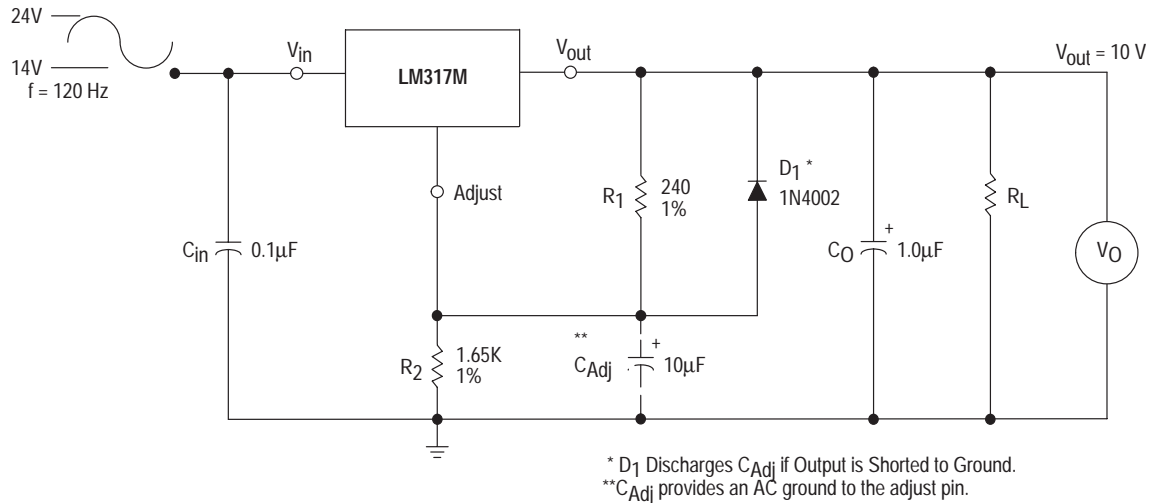 24V
14V
f = 120 Hz
Vin
LM317M
Vout
Vout = 10 V
Adjust
Cin
0.1µF
R1
240
1%
D1 *
1N4002
CO
+
1.0µF
RL
VO
R2
1.65K
1%
**
CAdj
+
10µF
* D1 Discharges CAdj if Output is Shorted to Ground.
**CAdj provides an AC ground to the adjust pin.